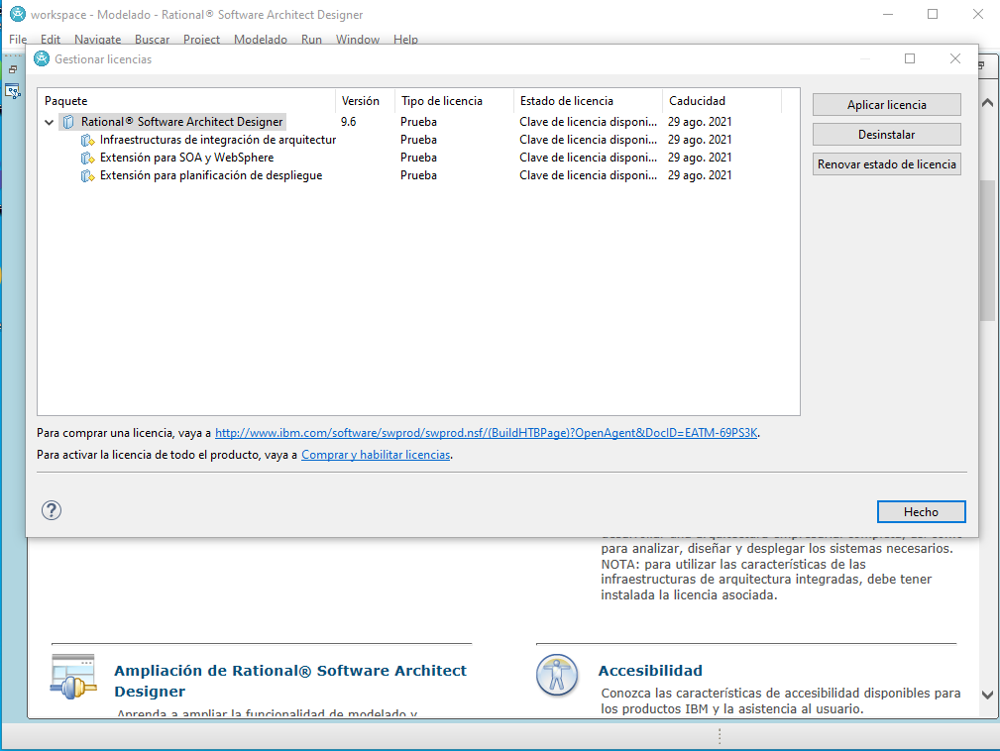 workspace - Modelado - Rational® Software Architect Designer
File Edit Navigate Buscar Project Modelado Run Window Help
Gestionar licencias
Paquete Versión Tipo de licencia Estado de licencia Caducidad
Rational® Software Architect Designer 9.6 Prueba Clave de licencia disponi... 29 ago. 2021
Infraestructuras de integración de arquitectur Prueba Clave de licencia disponi... 29 ago. 2021
Extensión para SOA y WebSphere Prueba Clave de licencia disponi... 29 ago. 2021
Extensión para planificación de despliegue Prueba Clave de licencia disponi... 29 ago. 2021
Aplicar licencia
Desinstalar
Renovar estado de licencia
Para comprar una licencia, vaya a http://www.ibm.com/software/swprod/swprod.nsf/(BuildHTBPage)?OpenAgent&DocID=EATM-69PS3K.
Para activar la licencia de todo el producto, vaya a Comprar y habilitar licencias.
?
Hecho
para analizar, diseñar y desplegar los sistemas necesarios.
NOTA: para utilizar las características de las
infraestructuras de arquitectura integradas, debe tener
instalada la licencia asociada.
Ampliación de Rational® Software Architect
Designer
Aprenda a ampliar la funcionalidad de modelado y
Accesibilidad
Conozca las características de accesibilidad disponibles para
los productos IBM y la asistencia al usuario.